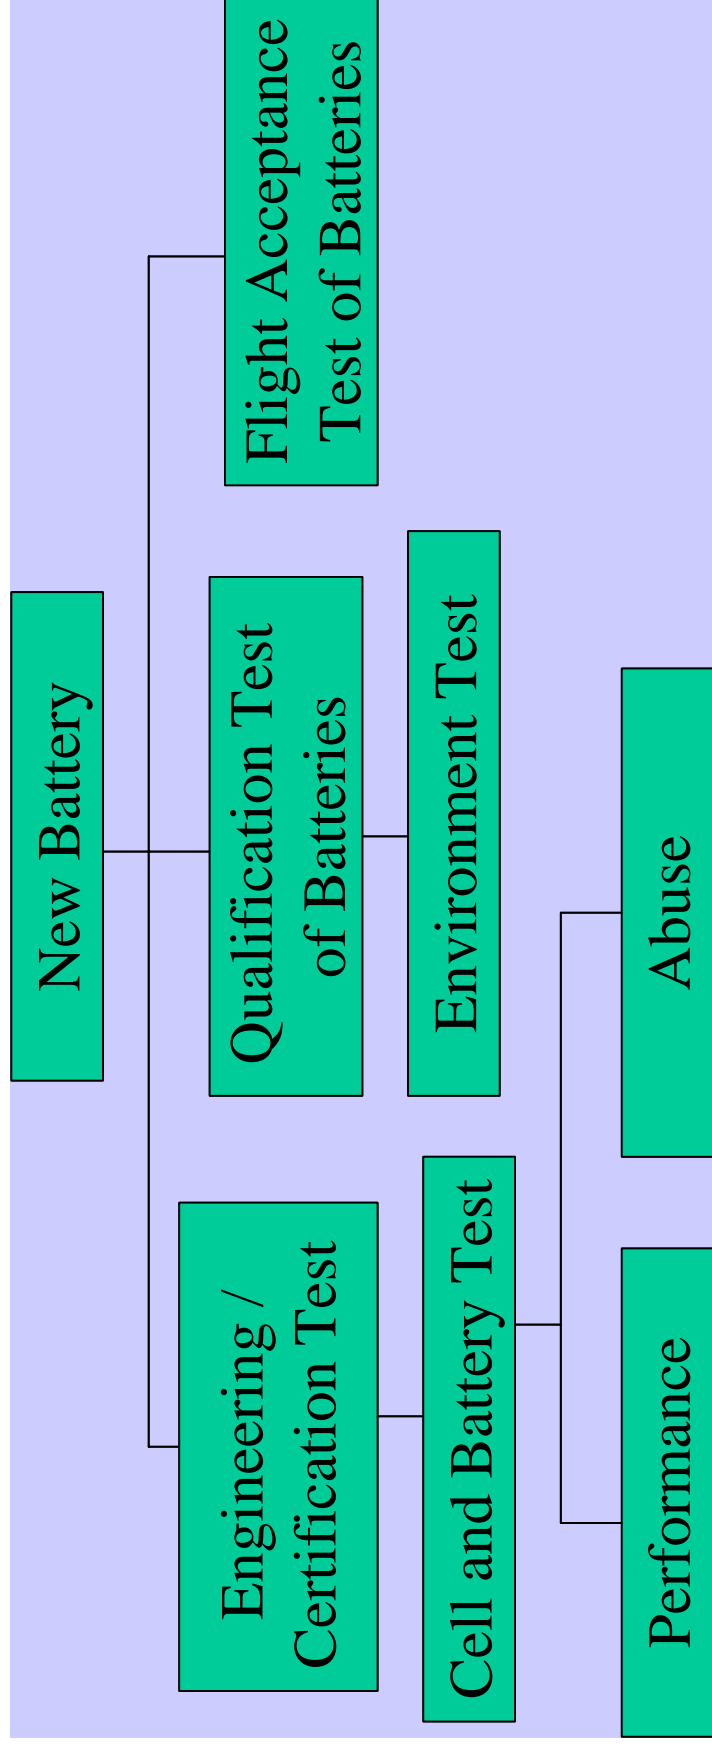 New Battery
Engineering /
Certification Test
Qualification Test
of Batteries
Flight Acceptance
Test of Batteries
Cell and Battery Test
Environment Test
Performance
Abuse